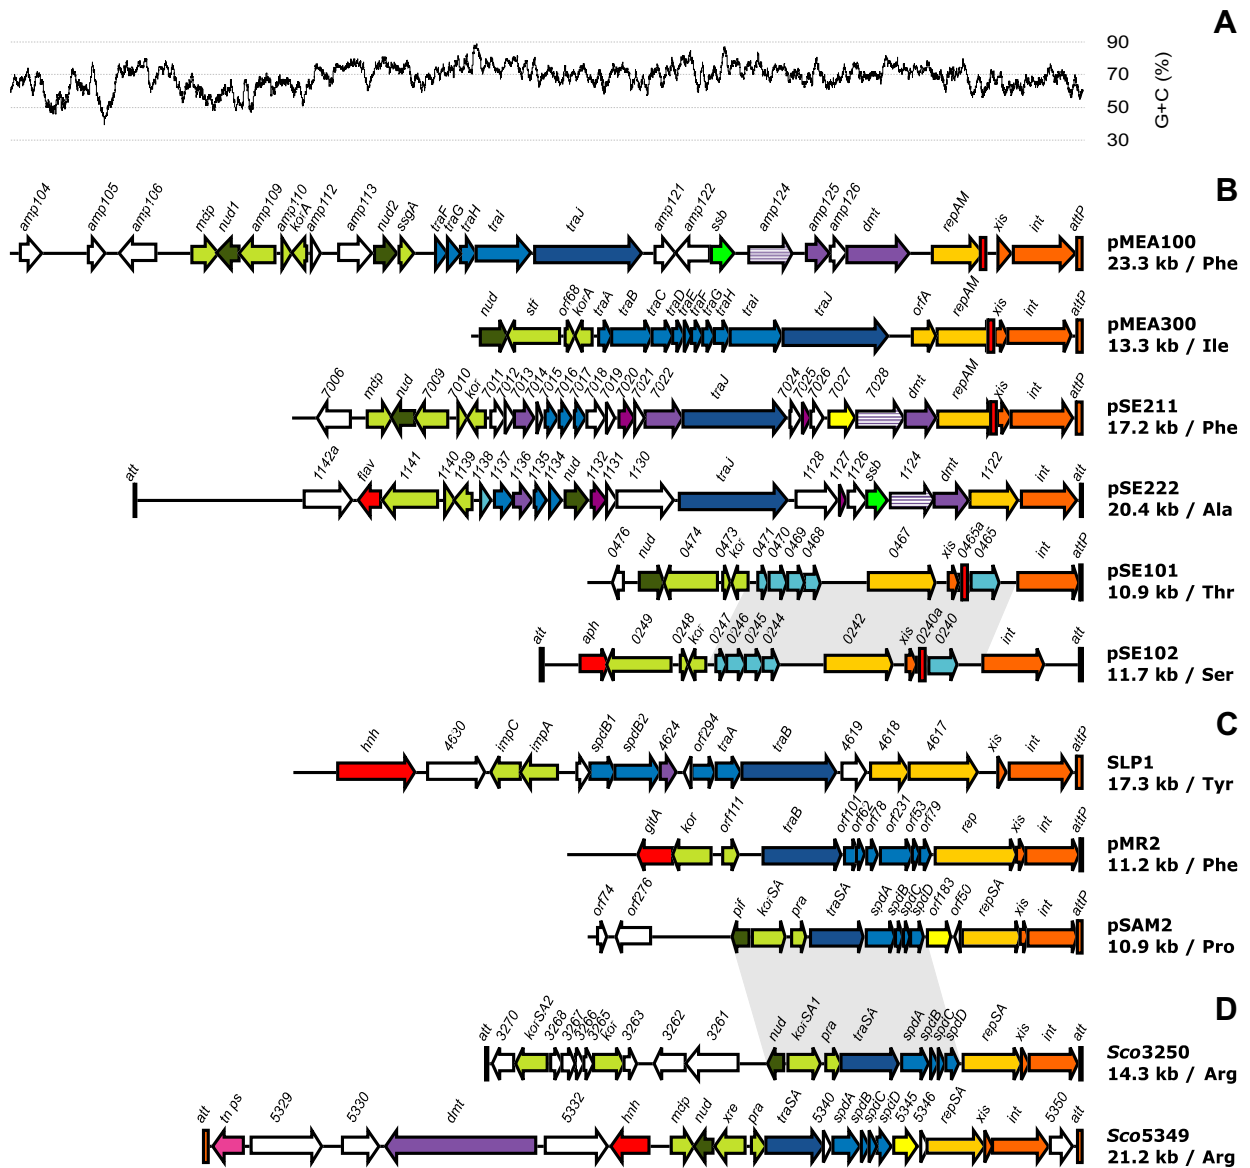 A
90
70
50
30
G+C (%)
B
amp104 amp105 amp106 mdp nud1 amp109 amp110 korA amp112 amp113 nud2 ssgA traF traG traH traI traJ amp121 amp122 ssb amp124 amp125 amp126 dmt repAM xis int attP
pMEA100
23.3 kb / Phe
nud stf orf68 korA traA traB traC traD traE traF traG traH traI traJ orfA repAM xis int attP
pMEA300
13.3 kb / Ile
7006 mdp nud 7009 7010 kor 7011 7012 7013 7014 7015 7016 7017 7018 7019 7020 7021 7022 traJ 7024 7025 7026 7027 7028 dmt repAM xis int attP
pSE211
17.2 kb / Phe
att 1142a flav 1141 1140 1139 1138 1137 1136 1135 1134 nud 1132 1131 1130 traJ 1128 1127 1126 ssb 1124 dmt 1122 int att
pSE222
20.4 kb / Ala
0476 nud 0474 0473 kor 0471 0470 0469 0468 0467 xis 0465a 0465 int attP
pSE101
10.9 kb / Thr
att aph 0249 0248 kor 0247 0246 0245 0244 0242 xis 0240a 0240 int att
pSE102
11.7 kb / Ser
C
hnh 4630 impC impA spdB1 spdB2 4624 orf294 traA traB 4619 4618 4617 xis int attP
SLP1
17.3 kb / Tyr
gltA kor orf111 traB orf101 orf62 orf78 orf231 orf53 orf79 rep xis int attP
pMR2
11.2 kb / Phe
orf74 orf276 pif korSA pra traSA spdA spdB spdC spdD orf183 orf50 repSA xis int attP
pSAM2
10.9 kb / Pro
D
att 3270 korSA2 3268 3267 3266 3265 kor 3263 3262 3261 nud korSA1 pra traSA spdA spdB spdC spdD repSA xis int att
Sco3250
14.3 kb / Arg
att tn ps 5329 5330 dmt 5332 hnh mdp nud xre pra traSA 5340 spdA spdB spdC spdD 5345 5346 repSA xis int 5350 att
Sco5349
21.2 kb / Arg